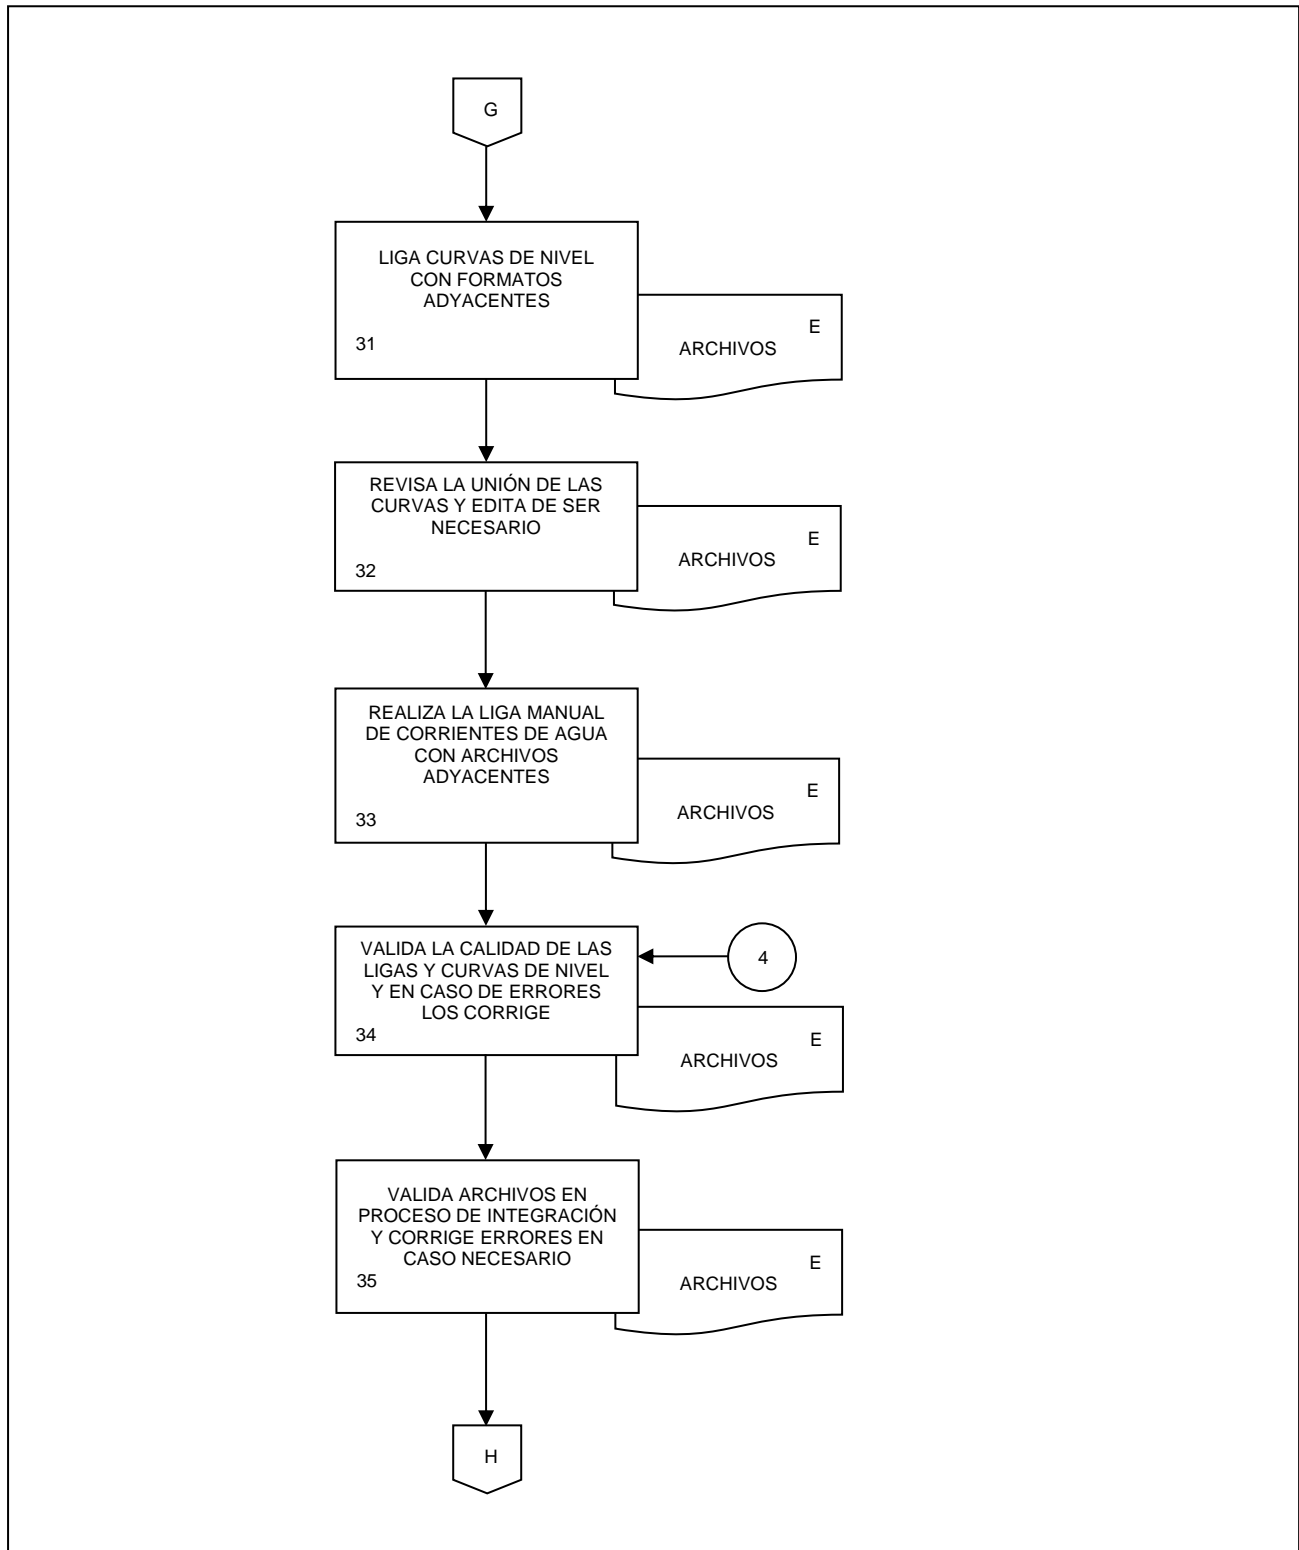 G
LIGA CURVAS DE NIVEL
CON FORMATOS
ADYACENTES
31
E
ARCHIVOS
REVISA LA UNIÓN DE LAS
CURVAS Y EDITA DE SER
NECESARIO
32
E
ARCHIVOS
REALIZA LA LIGA MANUAL
DE CORRIENTES DE AGUA
CON ARCHIVOS
ADYACENTES
33
E
ARCHIVOS
VALIDA LA CALIDAD DE LAS
LIGAS Y CURVAS DE NIVEL
Y EN CASO DE ERRORES
LOS CORRIGE
34
4
E
ARCHIVOS
VALIDA ARCHIVOS EN
PROCESO DE INTEGRACIÓN
Y CORRIGE ERRORES EN
CASO NECESARIO
35
E
ARCHIVOS
H